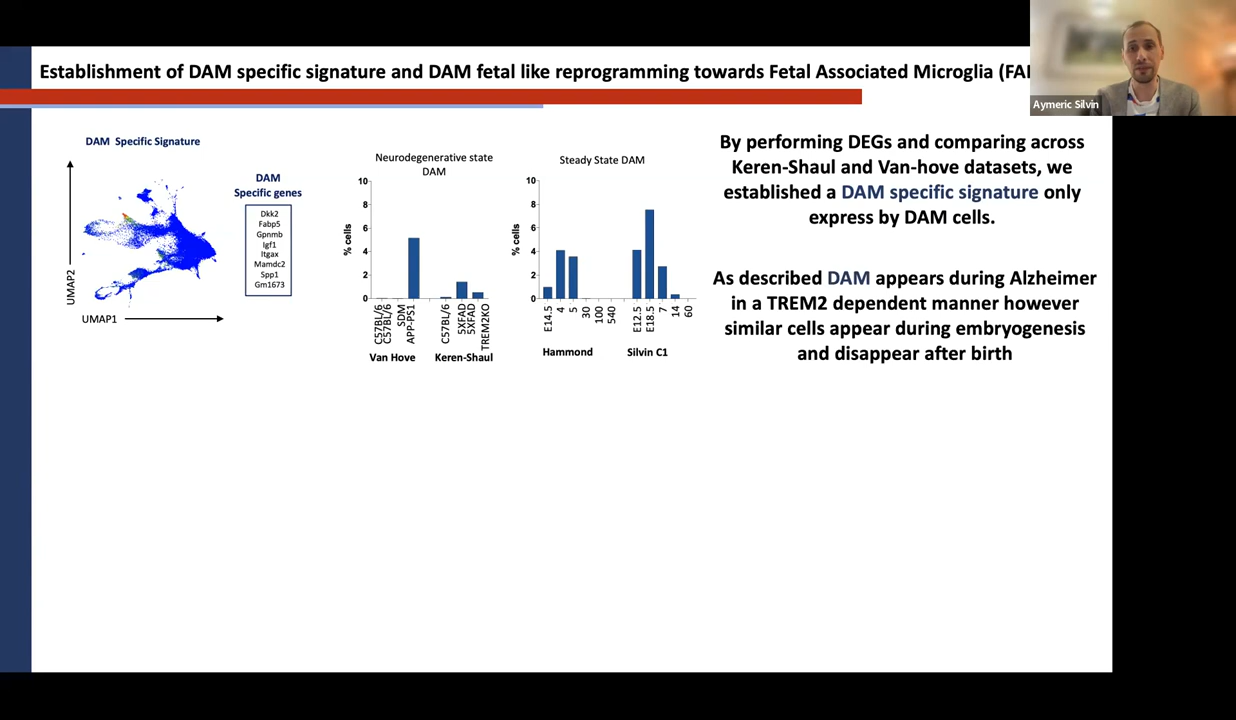 Establishment of DAM specific signature and DAM fetal like reprogramming towards Fetal Associated Microglia (FA
Aymeric Silvin
DAM Specific Signature
UMAP2
UMAP1
DAM
Specific genes
Dkk2
Fabp5
Gpnmb
Igf1
Itgax
Mamdc2
Spp1
Gm1673
Neurodegenerative state
DAM
% cells
10
8
6
4
2
0
C57BL/6
C57BL/6
SDM
APP-PS1
C57BL/6
5XFAD
5XFAD
TREM2KO
Van Hove
Keren-Shaul
Steady State DAM
% cells
10
8
6
4
2
0
E14.5
4
5
30
100
540
E12.5
E18.5
7
14
60
Hammond
Silvin C1
By performing DEGs and comparing across
Keren-Shaul and Van-hove datasets, we
established a DAM specific signature only
express by DAM cells.
As described DAM appears during Alzheimer
in a TREM2 dependent manner however
similar cells appear during embryogenesis
and disappear after birth